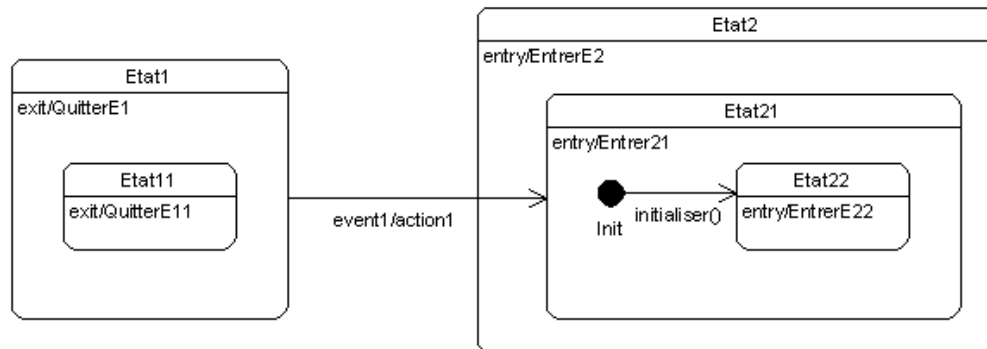 Etat1
exit/QuitterE1
Etat11
exit/QuitterE11
event1/action1
Etat2
entry/EntrerE2
Etat21
entry/Entrer21
Init
initialiser()
Etat22
entry/EntrerE22